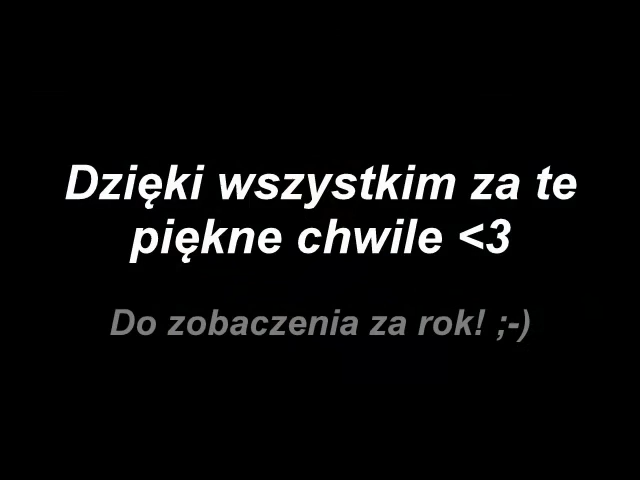 Dzięki wszystkim za te
piękne chwile <3
Do zobaczenia za rok! ;-)